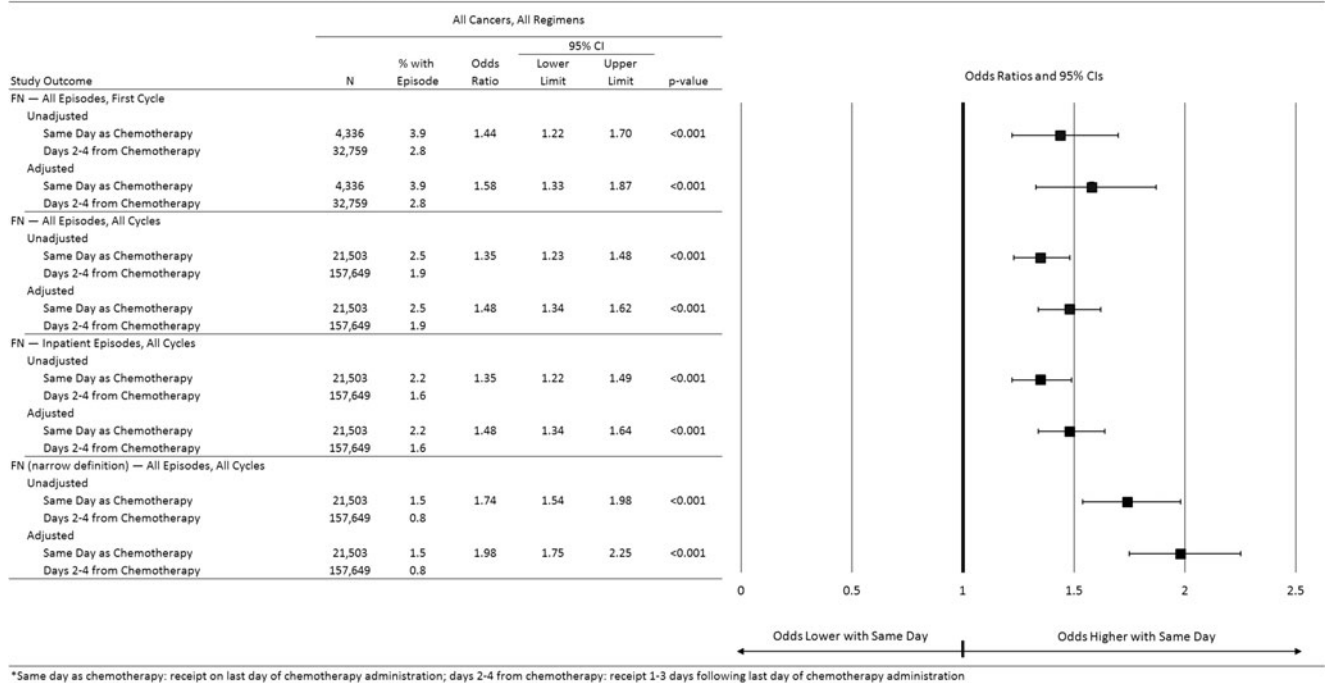 All Cancers, All Regimens
95% CI
% with Odds Lower Upper
Study Outcome N Episode Ratio Limit Limit p-value
Odds Ratios and 95% CIs
FN — All Episodes, First Cycle
Unadjusted
Same Day as Chemotherapy 4,336 3.9 1.44 1.22 1.70 <0.001
Days 2-4 from Chemotherapy 32,759 2.8
Adjusted
Same Day as Chemotherapy 4,336 3.9 1.58 1.33 1.87 <0.001
Days 2-4 from Chemotherapy 32,759 2.8
FN — All Episodes, All Cycles
Unadjusted
Same Day as Chemotherapy 21,503 2.5 1.35 1.23 1.48 <0.001
Days 2-4 from Chemotherapy 157,649 1.9
Adjusted
Same Day as Chemotherapy 21,503 2.5 1.48 1.34 1.62 <0.001
Days 2-4 from Chemotherapy 157,649 1.9
FN — Inpatient Episodes, All Cycles
Unadjusted
Same Day as Chemotherapy 21,503 2.2 1.35 1.22 1.49 <0.001
Days 2-4 from Chemotherapy 157,649 1.6
Adjusted
Same Day as Chemotherapy 21,503 2.2 1.48 1.34 1.64 <0.001
Days 2-4 from Chemotherapy 157,649 1.6
FN (narrow definition) — All Episodes, All Cycles
Unadjusted
Same Day as Chemotherapy 21,503 1.5 1.74 1.54 1.98 <0.001
Days 2-4 from Chemotherapy 157,649 0.8
Adjusted
Same Day as Chemotherapy 21,503 1.5 1.98 1.75 2.25 <0.001
Days 2-4 from Chemotherapy 157,649 0.8
0 0.5 1 1.5 2 2.5
Odds Lower with Same Day Odds Higher with Same Day
*Same day as chemotherapy: receipt on last day of chemotherapy administration; days 2-4 from chemotherapy: receipt 1-3 days following last day of chemotherapy administration